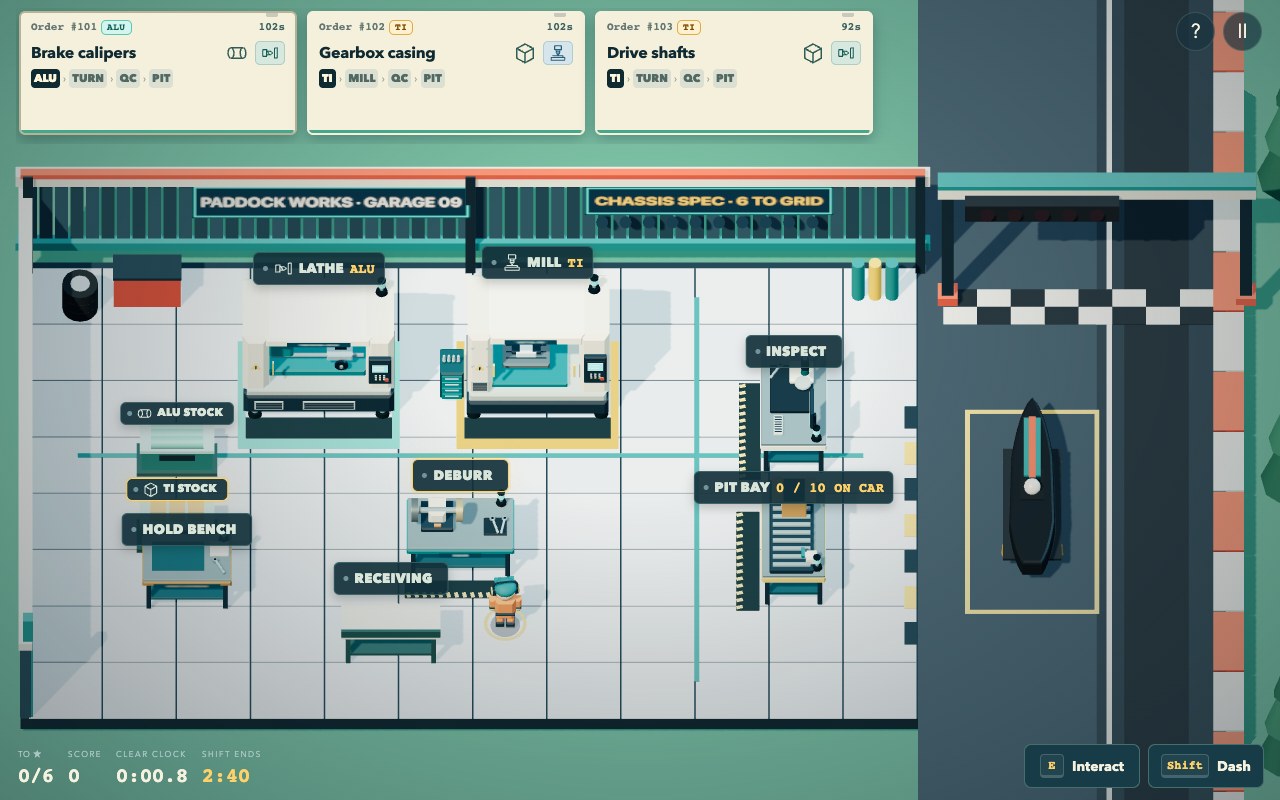 Order #101 ALU 102s
Brake calipers
ALU › TURN › QC › PIT
Order #102 TI 102s
Gearbox casing
TI › MILL › QC › PIT
Order #103 TI 92s
Drive shafts
TI › TURN › QC › PIT
?
PADDOCK WORKS · GARAGE 09
CHASSIS SPEC · 6 TO GRID
LATHE ALU
MILL TI
INSPECT
ALU STOCK
TI STOCK
HOLD BENCH
DEBURR
PIT BAY 0 / 10 ON CAR
RECEIVING
TO ★ SCORE CLEAR CLOCK SHIFT ENDS
0/6 0 0:00.8 2:40
E Interact
Shift Dash